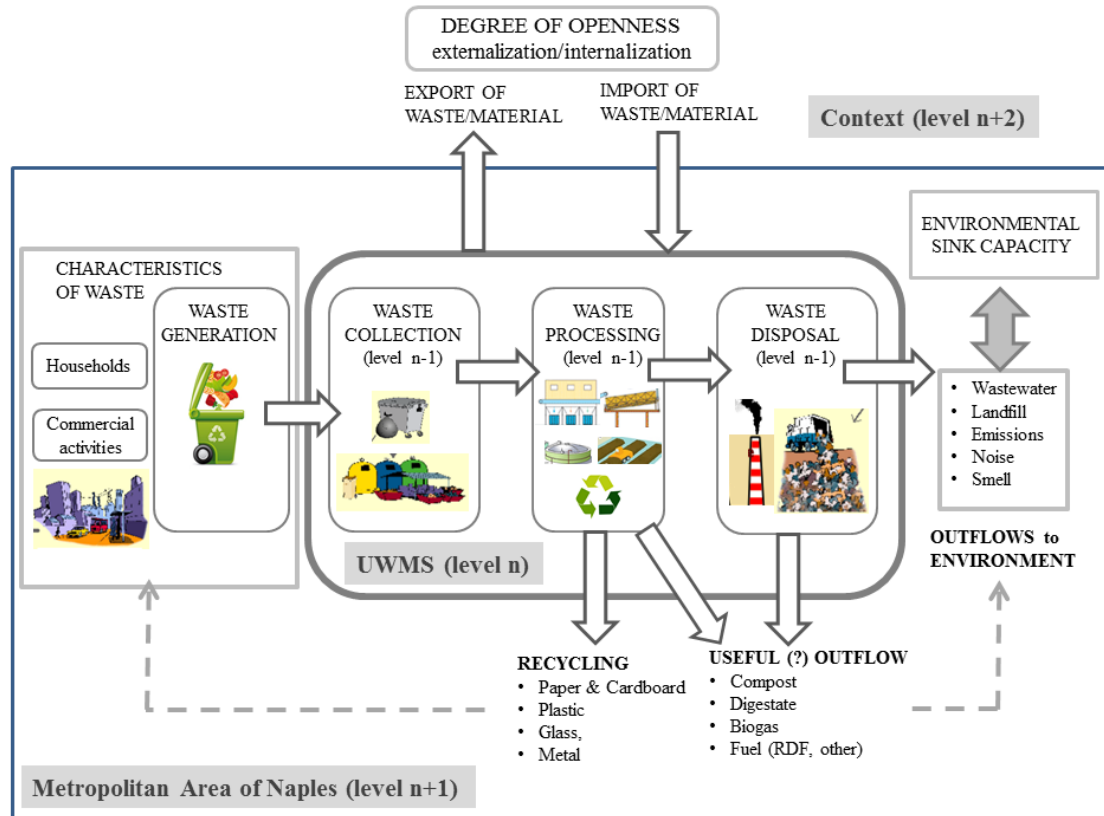 DEGREE OF OPENNESS
externalization/internalization
EXPORT OF
WASTE/MATERIAL
IMPORT OF
WASTE/MATERIAL
Context (level n+2)
ENVIRONMENTAL
SINK CAPACITY
CHARACTERISTICS
OF WASTE
Households
Commercial
activities
WASTE
GENERATION
WASTE
COLLECTION
(level n-1)
WASTE
PROCESSING
(level n-1)
WASTE
DISPOSAL
(level n-1)
• Wastewater
• Landfill
• Emissions
• Noise
• Smell
OUTFLOWS to
ENVIRONMENT
UWMS (level n)
RECYCLING
• Paper & Cardboard
• Plastic
• Glass,
• Metal
USEFUL (?) OUTFLOW
• Compost
• Digestate
• Biogas
• Fuel (RDF, other)
Metropolitan Area of Naples (level n+1)